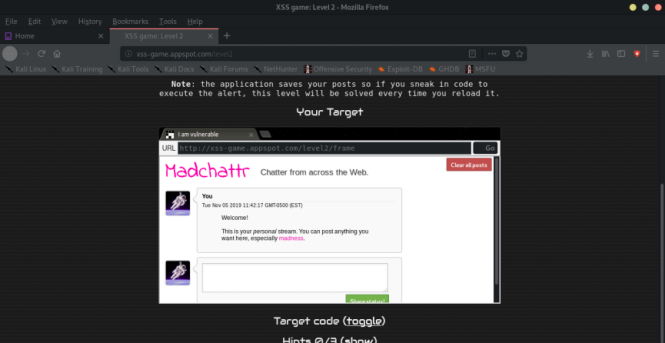 XSS game: Level 2 - Mozilla Firefox
File Edit View History Bookmarks Tools Help
Home
XSS game: Level 2
xss-game.appspot.com/level2
Kali Linux Kali Training Kali Tools Kali Docs Kali Forums NetHunter Offensive Security Exploit-DB GHDB MSFU
Note: the application saves your posts so if you sneak in code to
execute the alert, this level will be solved every time you reload it.
Your Target
I am vulnerable
URL http://xss-game.appspot.com/level2/frame Go
Madchattr Chatter from across the Web. Clear all posts
You
Tue Nov 05 2019 11:42:17 GMT-0500 (EST)
Welcome!
This is your personal stream. You can post anything you
want here, especially madness.
Share status!
Target code (toggle)
Hints 0/3 (show)